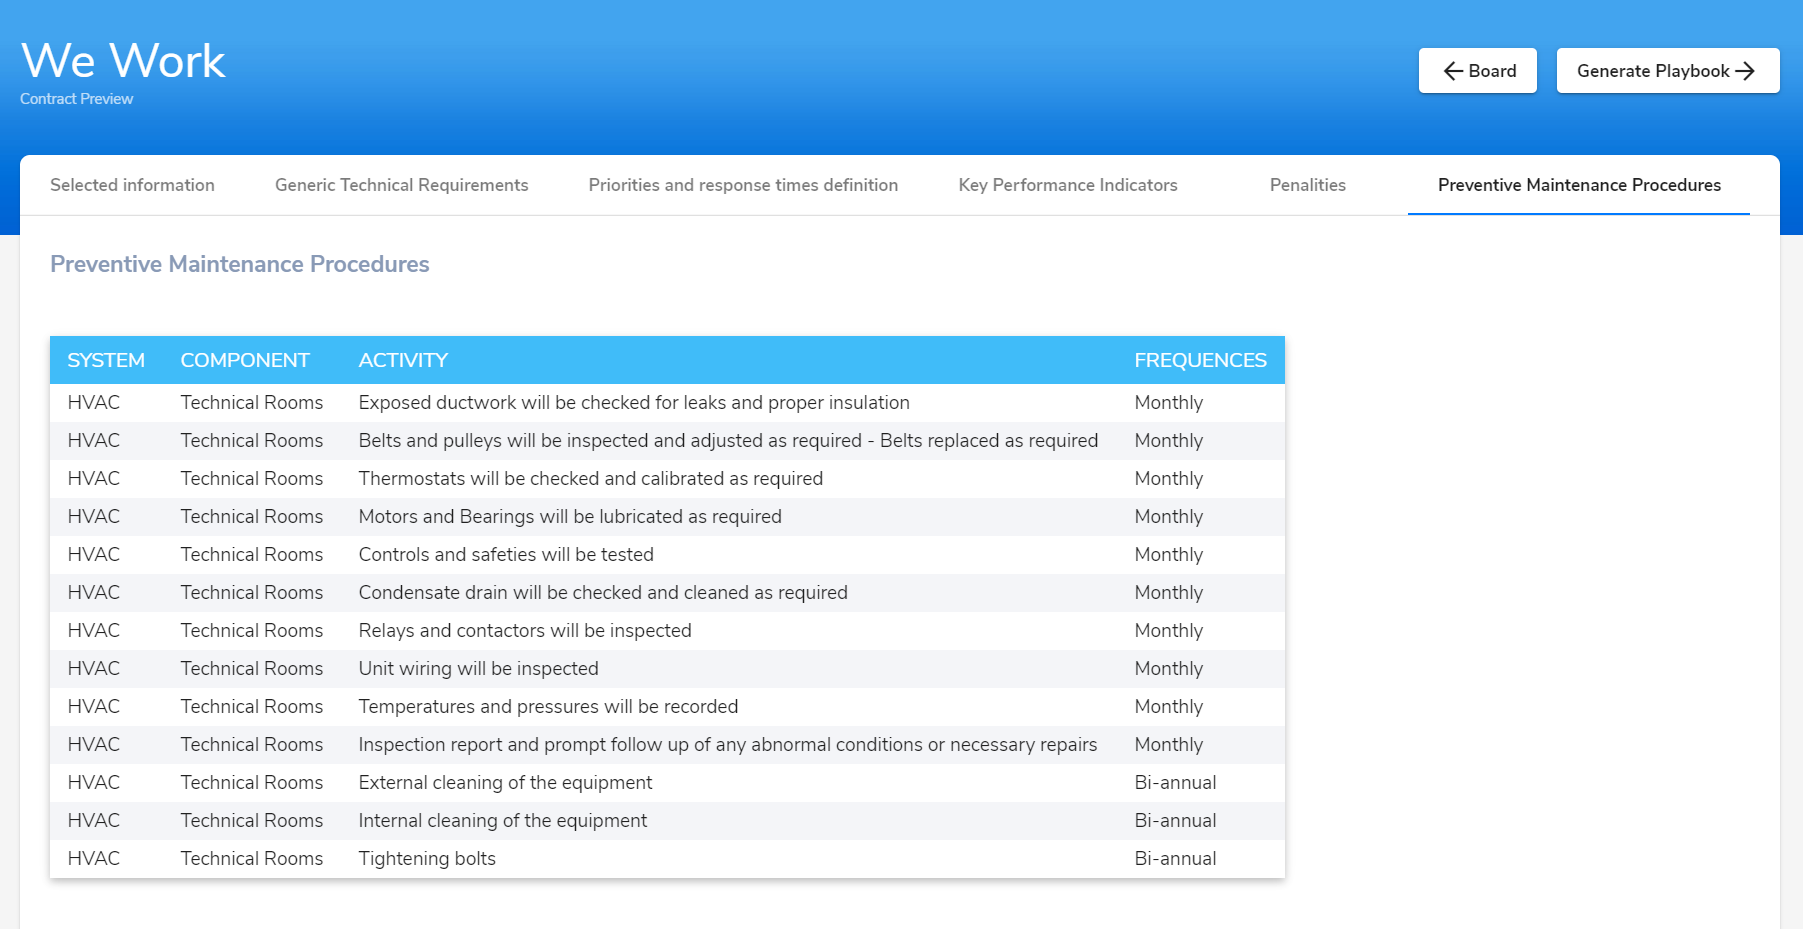 We Work
Contract Preview
Board
Generate Playbook
Selected information Generic Technical Requirements Priorities and response times definition Key Performance Indicators Penalities Preventive Maintenance Procedures
Preventive Maintenance Procedures
SYSTEM COMPONENT ACTIVITY FREQUENCES
HVAC Technical Rooms Exposed ductwork will be checked for leaks and proper insulation Monthly
HVAC Technical Rooms Belts and pulleys will be inspected and adjusted as required - Belts replaced as required Monthly
HVAC Technical Rooms Thermostats will be checked and calibrated as required Monthly
HVAC Technical Rooms Motors and Bearings will be lubricated as required Monthly
HVAC Technical Rooms Controls and safeties will be tested Monthly
HVAC Technical Rooms Condensate drain will be checked and cleaned as required Monthly
HVAC Technical Rooms Relays and contactors will be inspected Monthly
HVAC Technical Rooms Unit wiring will be inspected Monthly
HVAC Technical Rooms Temperatures and pressures will be recorded Monthly
HVAC Technical Rooms Inspection report and prompt follow up of any abnormal conditions or necessary repairs Monthly
HVAC Technical Rooms External cleaning of the equipment Bi-annual
HVAC Technical Rooms Internal cleaning of the equipment Bi-annual
HVAC Technical Rooms Tightening bolts Bi-annual